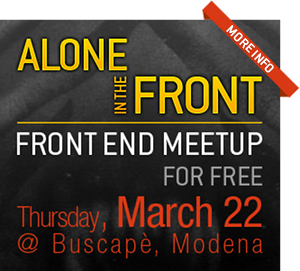 MORE INFO
ALONE
IN THE FRONT
FRONT END MEETUP
FOR FREE
Thursday, March 22
@ Buscapè, Modena